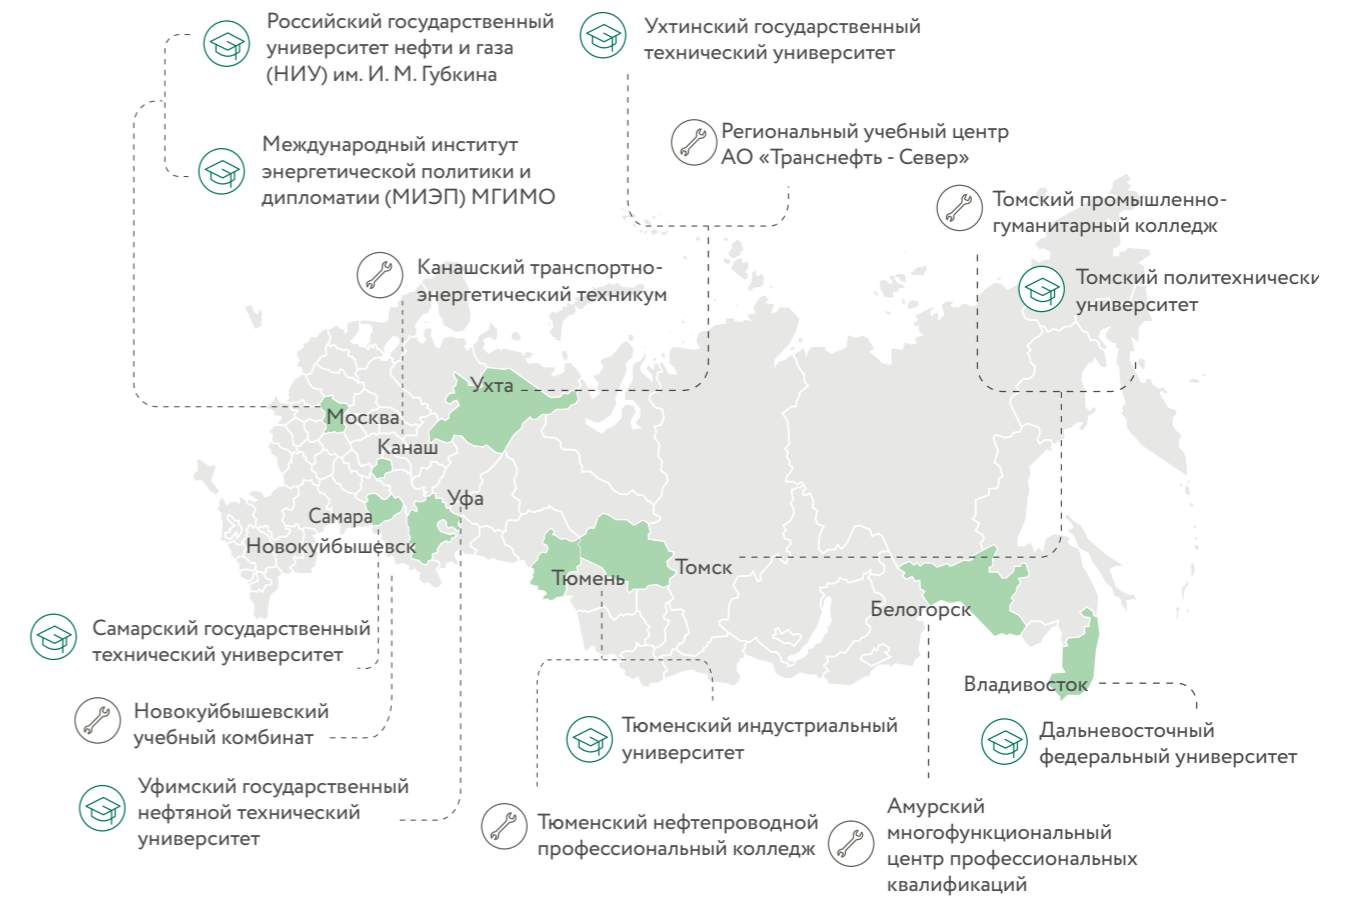 Российский государственный
университет нефти и газа
(НИУ) им. И. М. Губкина
Ухтинский государственный
технический университет
Международный институт
энергетической политики и
дипломатии (МИЭП) МГИМО
Региональный учебный центр
АО «Транснефть - Север»
Томский промышленно-
гуманитарный колледж
Канашский транспортно-
энергетический техникум
Томский политехнически
университет
Ухта
Москва
Канаш
Уфа
Самара
Новокуйбышевск
Тюмень
Томск
Белогорск
Владивосток
Самарский государственный
технический университет
Новокуйбышевский
учебный комбинат
Уфимский государственный
нефтяной технический
университет
Тюменский индустриальный
университет
Дальневосточный
федеральный университет
Тюменский нефтепроводной
профессиональный колледж
Амурский
многофункциональный
центр профессиональных
квалификаций